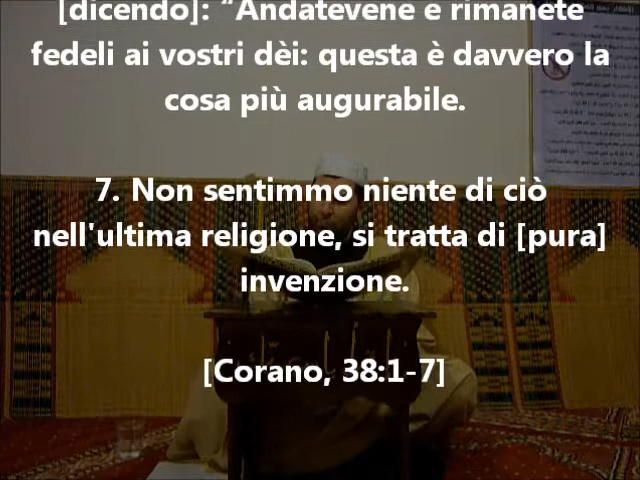 [dicendo]: “Andatevene e rimanete
fedeli ai vostri dèi: questa è davvero la
cosa più augurabile.
7. Non sentimmo niente di ciò
nell'ultima religione, si tratta di [pura]
invenzione.
[Corano, 38:1-7]